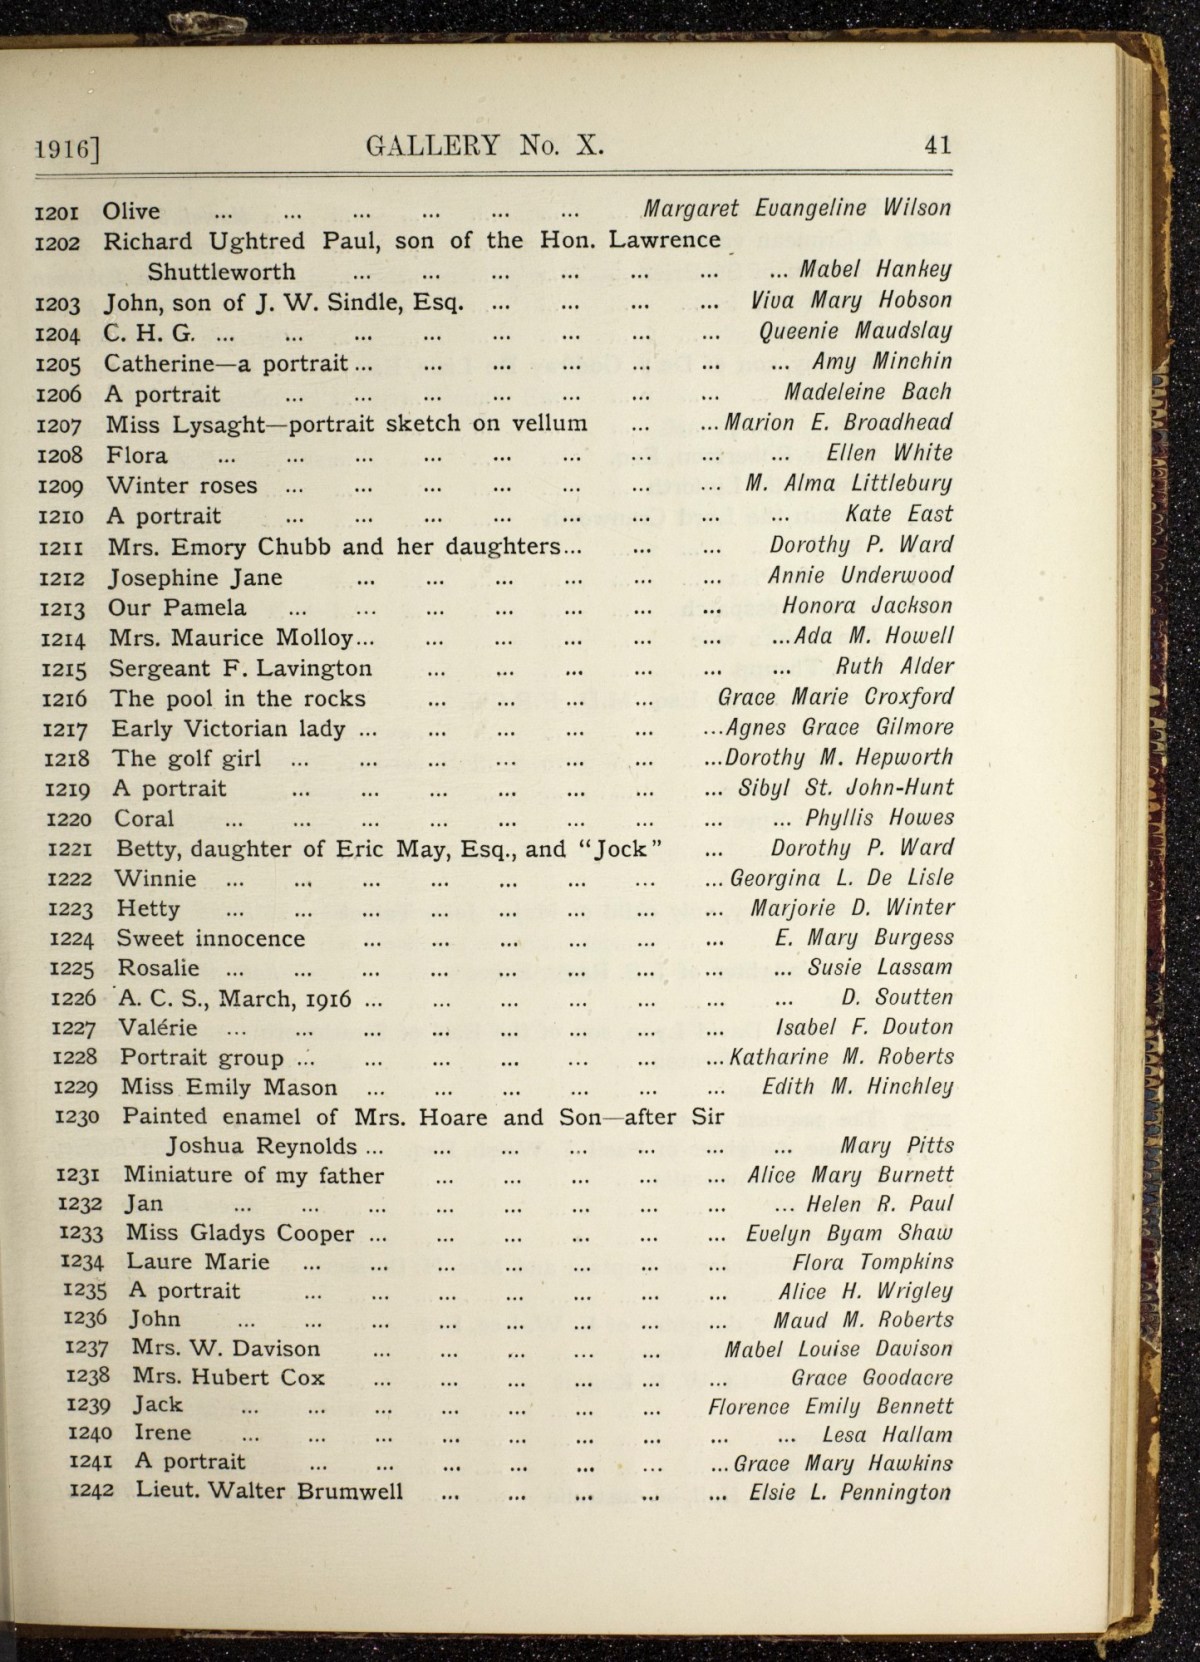 1916] GALLERY No. X. 41
1201 Olive ... ... ... ... ... ... Margaret Evangeline Wilson
1202 Richard Ughtred Paul, son of the Hon. Lawrence
Shuttleworth ... ... ... ... ... ... ... Mabel Hankey
1203 John, son of J. W. Sindle, Esq. ... ... ... ... Viva Mary Hobson
1204 C. H. G. ... ... ... ... ... ... ... ... Queenie Maudslay
1205 Catherine—a portrait ... ... ... ... ... ... ... Amy Minchin
1206 A portrait ... ... ... ... ... ... ... Madeleine Bach
1207 Miss Lysaght—portrait sketch on vellum ... ... Marion E. Broadhead
1208 Flora ... ... ... ... ... ... ... ... ... Ellen White
1209 Winter roses ... ... ... ... ... ... ... M. Alma Littlebury
1210 A portrait ... ... ... ... ... ... ... ... Kate East
1211 Mrs. Emory Chubb and her daughters ... ... ... Dorothy P. Ward
1212 Josephine Jane ... ... ... ... ... ... Annie Underwood
1213 Our Pamela ... ... ... ... ... ... ... Honora Jackson
1214 Mrs. Maurice Molloy ... ... ... ... ... ... ... Ada M. Howell
1215 Sergeant F. Lavington ... ... ... ... ... ... Ruth Alder
1216 The pool in the rocks ... ... ... ... Grace Marie Croxford
1217 Early Victorian lady ... ... ... ... ... ... Agnes Grace Gilmore
1218 The golf girl ... ... ... ... ... ... ... Dorothy M. Hepworth
1219 A portrait ... ... ... ... ... ... ... Sibyl St. John-Hunt
1220 Coral ... ... ... ... ... ... ... ... ... Phyllis Howes
1221 Betty, daughter of Eric May, Esq., and “Jock” ... Dorothy P. Ward
1222 Winnie ... ... ... ... ... ... ... ... Georgina L. De Lisle
1223 Hetty ... ... ... ... ... ... ... ... Marjorie D. Winter
1224 Sweet innocence ... ... ... ... ... ... E. Mary Burgess
1225 Rosalie ... ... ... ... ... ... ... ... ... Susie Lassam
1226 A. C. S., March, 1916 ... ... ... ... ... ... ... D. Soutten
1227 Valérie ... ... ... ... ... ... ... ... Isabel F. Douton
1228 Portrait group ... ... ... ... ... ... ... Katharine M. Roberts
1229 Miss Emily Mason ... ... ... ... ... ... Edith M. Hinchley
1230 Painted enamel of Mrs. Hoare and Son—after Sir
Joshua Reynolds ... ... ... ... ... ... ... Mary Pitts
1231 Miniature of my father ... ... ... ... ... Alice Mary Burnett
1232 Jan ... ... ... ... ... ... ... ... ... Helen R. Paul
1233 Miss Gladys Cooper ... ... ... ... ... ... Evelyn Byam Shaw
1234 Laure Marie ... ... ... ... ... ... ... Flora Tompkins
1235 A portrait ... ... ... ... ... ... ... Alice H. Wrigley
1236 John ... ... ... ... ... ... ... ... Maud M. Roberts
1237 Mrs. W. Davison ... ... ... ... ... Mabel Louise Davison
1238 Mrs. Hubert Cox ... ... ... ... ... ... Grace Goodacre
1239 Jack ... ... ... ... ... ... ... Florence Emily Bennett
1240 Irene ... ... ... ... ... ... ... ... ... Lesa Hallam
1241 A portrait ... ... ... ... ... ... ... Grace Mary Hawkins
1242 Lieut. Walter Brumwell ... ... ... ... ... Elsie L. Pennington